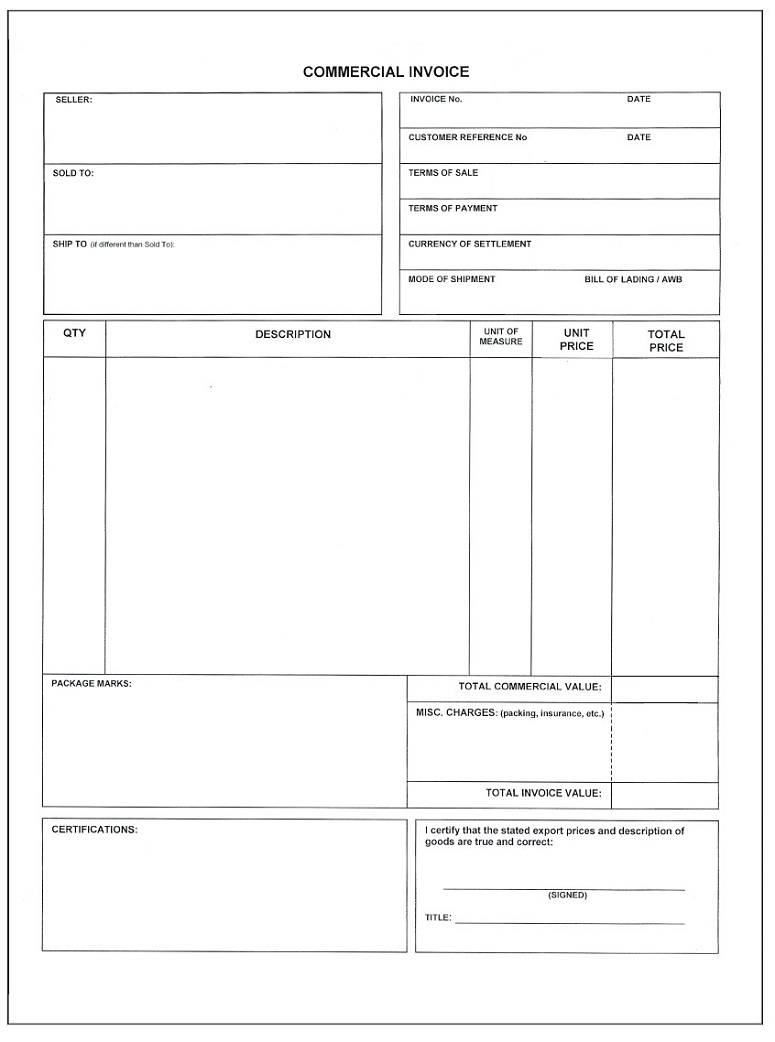 COMMERCIAL INVOICE
SELLER:
SOLD TO:
SHIP TO (if different than Sold To):
INVOICE No. DATE
CUSTOMER REFERENCE No DATE
TERMS OF SALE
TERMS OF PAYMENT
CURRENCY OF SETTLEMENT
MODE OF SHIPMENT BILL OF LADING / AWB
QTY
DESCRIPTION
UNIT OF
MEASURE
UNIT
PRICE
TOTAL
PRICE
PACKAGE MARKS:
TOTAL COMMERCIAL VALUE:
MISC. CHARGES: (packing, insurance, etc.)
TOTAL INVOICE VALUE:
CERTIFICATIONS:
I certify that the stated export prices and description of
goods are true and correct:
(SIGNED)
TITLE: